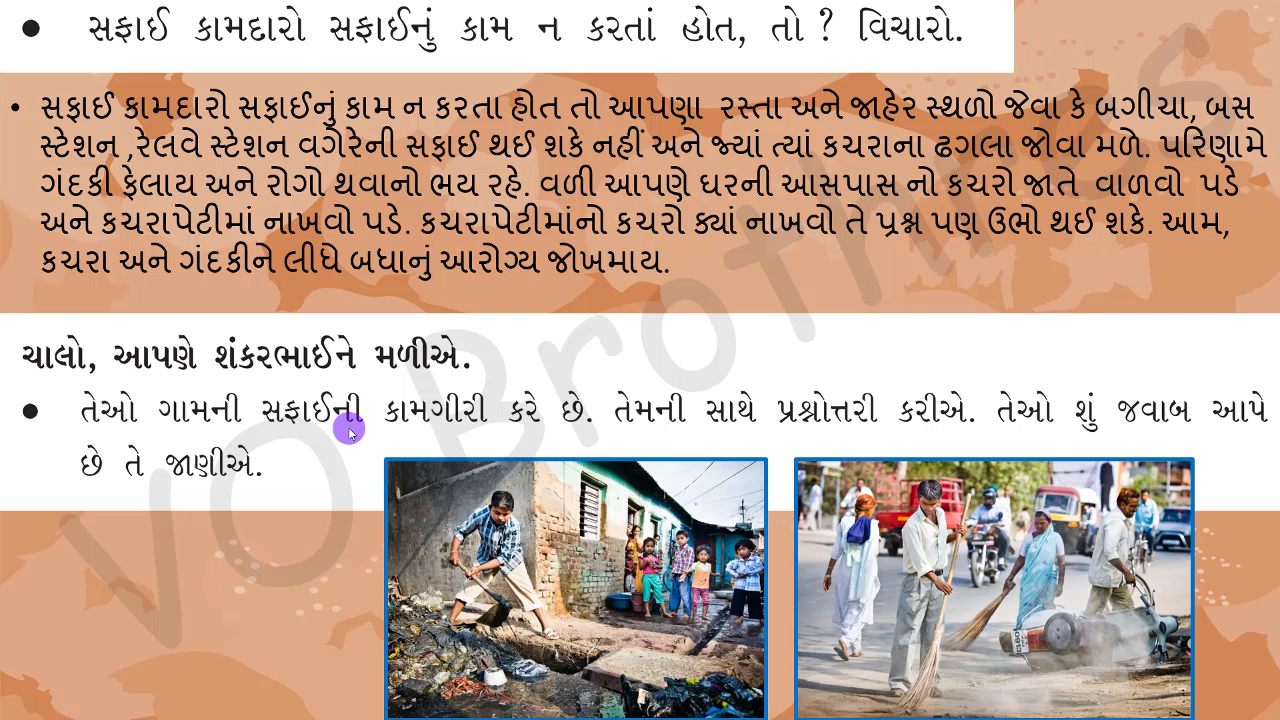 ● સફાઈ કામદારો સફાઈનું કામ ન કરતાં હોત, તો ? વિચારો.
• સફાઈ કામદારો સફાઈનું કામ ન કરતા હોત તો આપણા રસ્તા અને જાહેર સ્થળો જેવા કે બગીચા, બસ
સ્ટેશન ,રેલવે સ્ટેશન વગેરેની સફાઈ થઈ શકે નહીં અને જ્યાં ત્યાં કચરાના ઢગલા જોવા મળે. પરિણામે
ગંદકી ફેલાય અને રોગો થવાનો ભય રહે. વળી આપણે ઘરની આસપાસ નો કચરો જાતે વાળવો પડે
અને કચરાપેટીમાં નાખવો પડે. કચરાપેટીમાંનો કચરો ક્યાં નાખવો તે પ્રશ્ન પણ ઉભો થઈ શકે. આમ,
કચરા અને ગંદકીને લીધે બધાનું આરોગ્ય જોખમાય.
ચાલો, આપણે શંકરભાઈને મળીએ.
● તેઓ ગામની સફાઈની કામગીરી કરે છે. તેમની સાથે પ્રશ્નોત્તરી કરીએ. તેઓ શું જવાબ આપે
છે તે જાણીએ.
VO Brothers